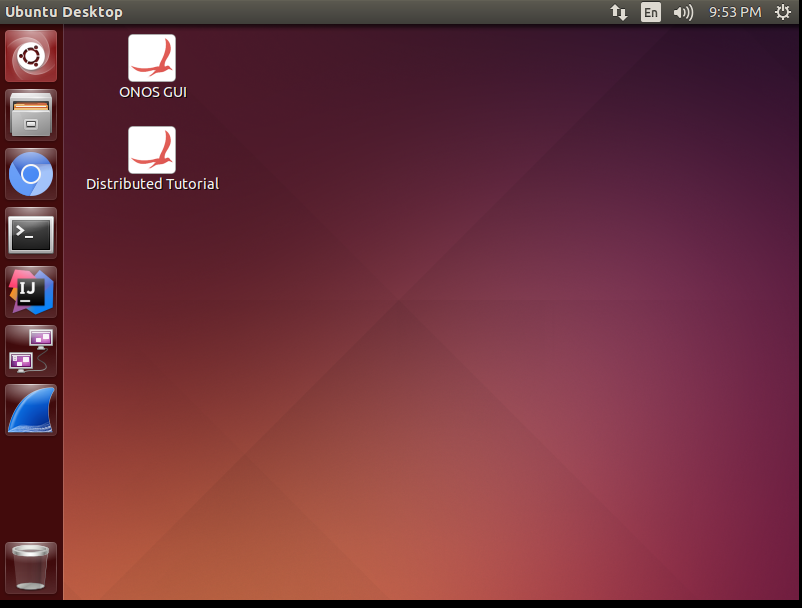 Ubuntu Desktop
En
9:53 PM
ONOS GUI
Distributed Tutorial
>_
IJ